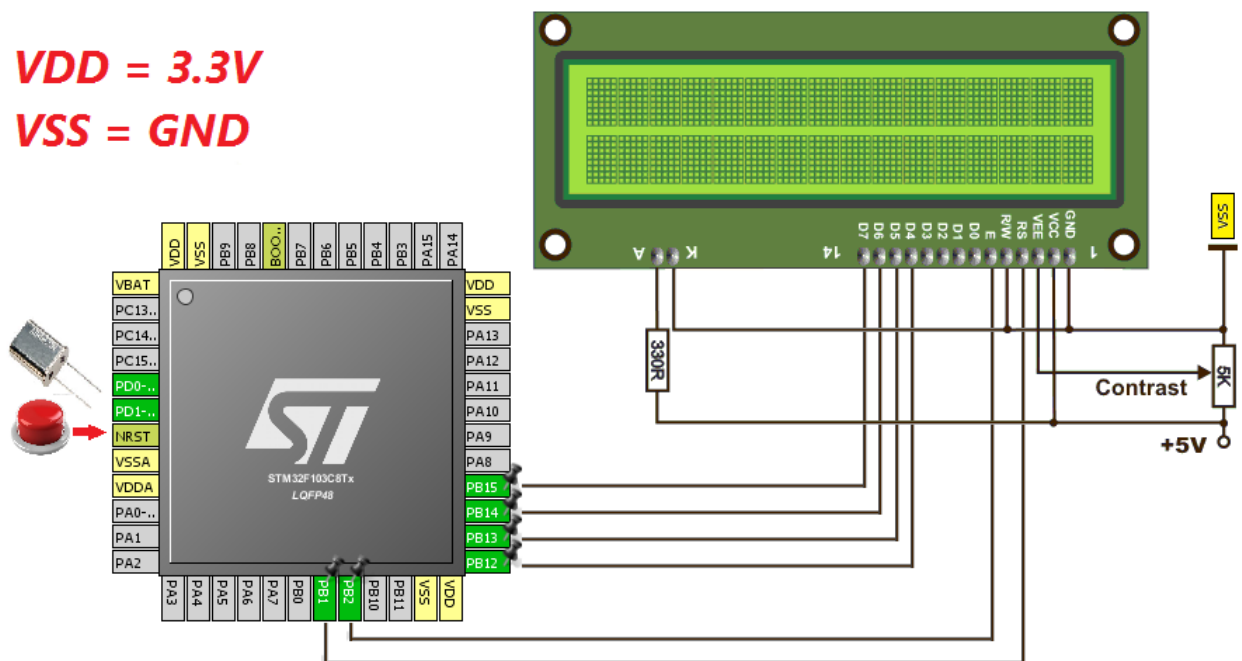 VDD = 3.3V
VSS = GND
VDD
VSS
PB9
PB8
BOO..
PB7
PB6
PB5
PB4
PB3
PA15
PA14
VBAT
PC13..
PC14..
PC15..
PD0-..
PD1-..
NRST
VSSA
VDDA
PA0-..
PA1
PA2
VDD
VSS
PA13
PA12
PA11
PA10
PA9
PA8
PB15
PB14
PB13
PB12
ST
STM32F103C8Tx
LQFP48
PA3
PA4
PA5
PA6
PA7
PB0
PB1
PB2
PB10
PB11
VSS
VDD
A
K
14
D7
D6
D5
D4
D3
D2
D1
D0
E
R/W
RS
VEE
VCC
GND
1
VSS
330R
5K
Contrast
+5V